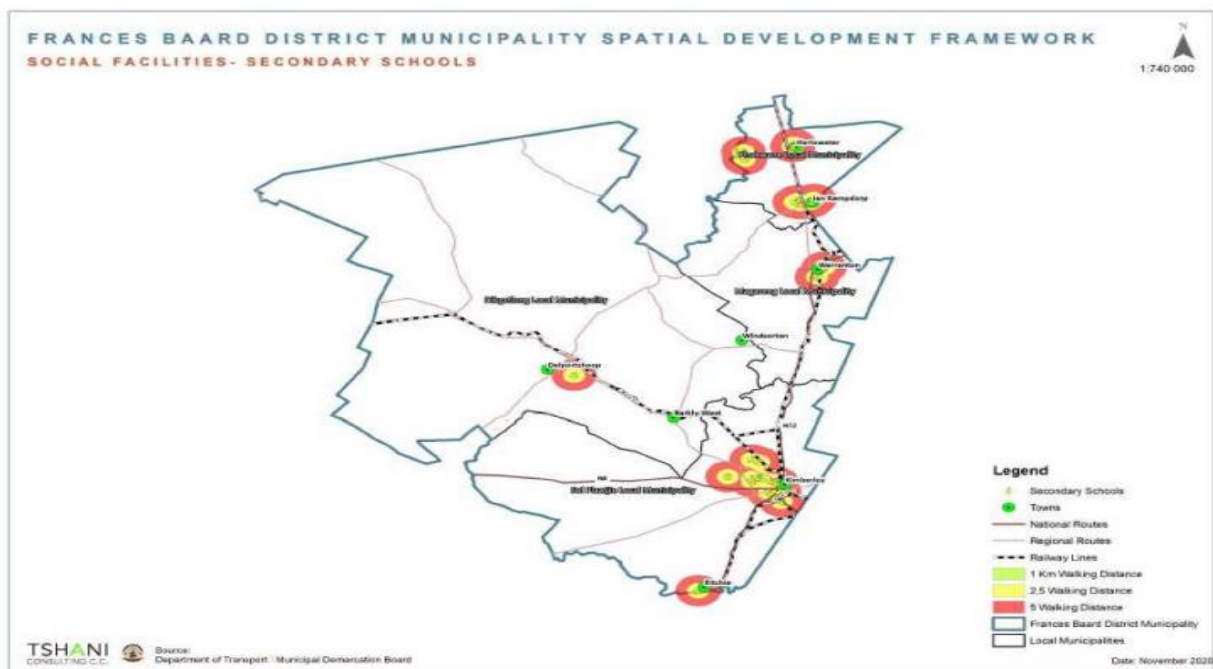 FRANCES BAARD DISTRICT MUNICIPALITY SPATIAL DEVELOPMENT FRAMEWORK
SOCIAL FACILITIES- SECONDARY SCHOOLS
N
1:740 000
Hartswater
Local Municipality
Jan Kempdorp
Warrenton
Magareng Local Municipality
Dikgatlong Local Municipality
Windsorton
Delportshoop
Barkly West
N12
N8
Kimberley
Sol Plaatjie Local Municipality
Ritchie
Legend
Secondary Schools
Towns
National Routes
Regional Routes
Railway Lines
1 Km Walking Distance
2,5 Walking Distance
5 Walking Distance
Frances Baard District Municipality
Local Municipalities
TSHANI
CONSULTING C.C.
Source:
Department of Transport Municipal Demarcation Board
Date: November 2020